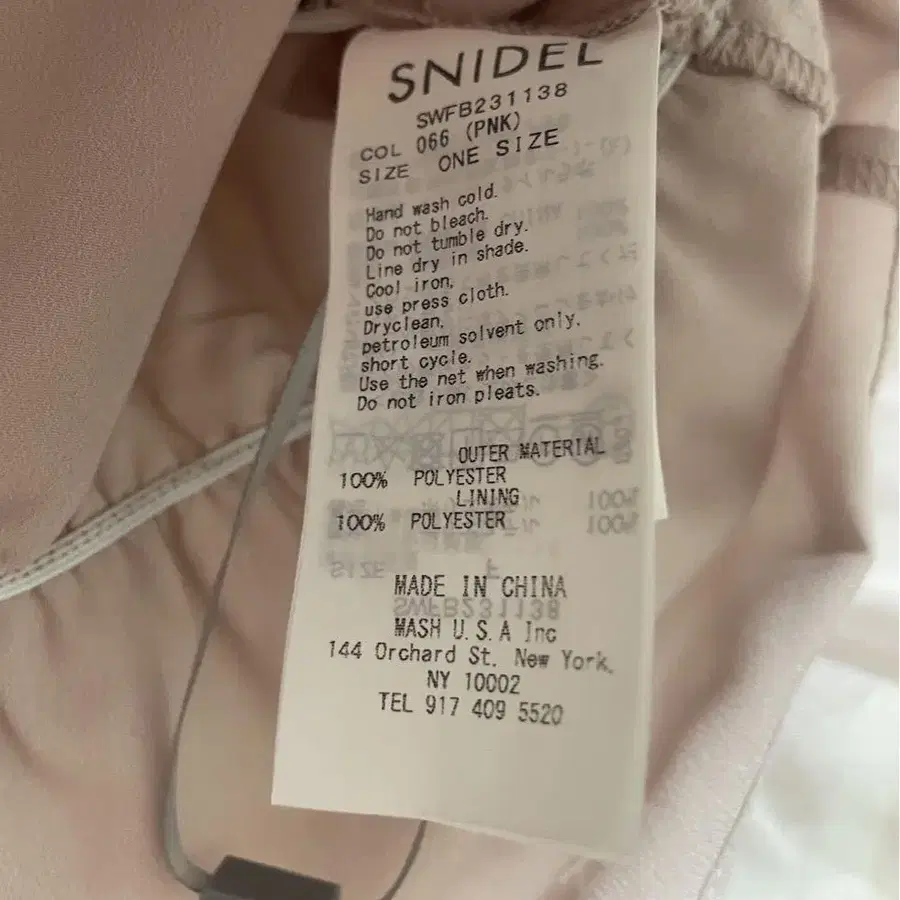 SNIDEL
SWFB231138
COL 066 (PNK)
SIZE ONE SIZE
Hand wash cold.
Do not bleach.
Do not tumble dry.
Line dry in shade.
Cool iron,
use press cloth.
Dryclean,
petroleum solvent only.
short cycle.
Use the net when washing.
Do not iron pleats.
OUTER MATERIAL
100% POLYESTER
LINING
100% POLYESTER
MADE IN CHINA
MASH U.S.A Inc
144 Orchard St. New York,
NY 10002
TEL 917 409 5520